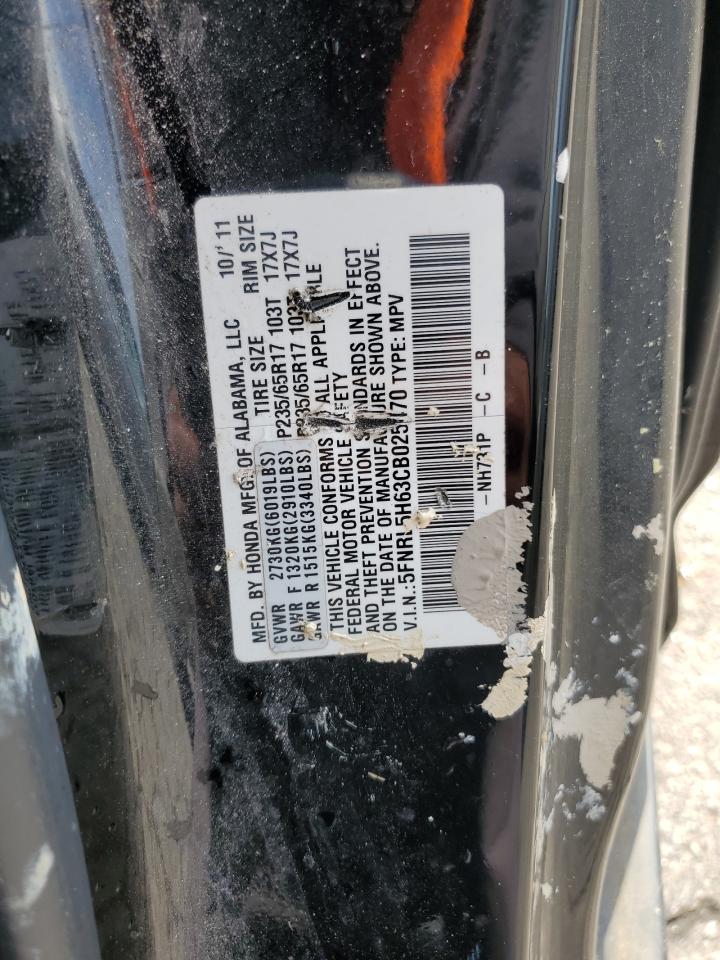 MFD. BY HONDA MFG. OF ALABAMA, LLC 10/'11
TIRE SIZE RIM SIZE
GVWR 2730KG(6019LBS)
GAWR F 1320KG(2910LBS) P235/65R17 103T 17X7J
GAWR R 1515KG(3340LBS) P235/65R17 17X7J
THIS VEHICLE CONFORMS ALL APPLICABLE
FEDERAL MOTOR VEHICLE SAFETY
AND THEFT PREVENTION STANDARDS IN EFFECT
ON THE DATE OF MANUFACTURE SHOWN ABOVE.
V.I.N.: TYPE: MPV
- NH731P - C - B